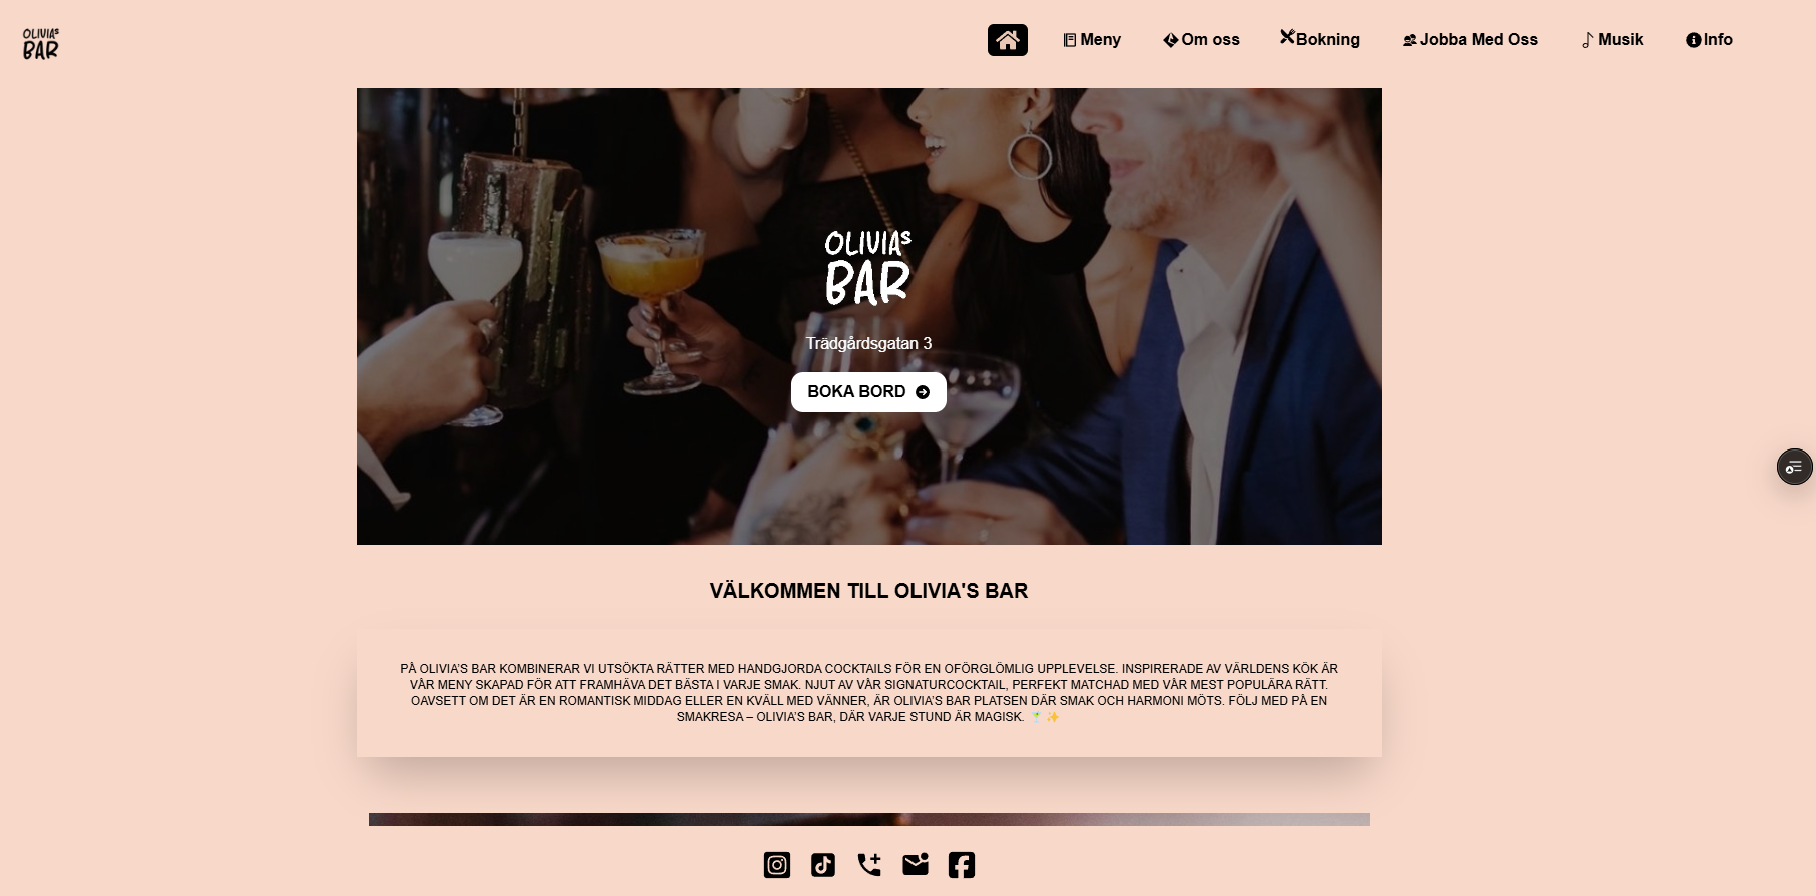 OLIVIAS
BAR
Meny
Om oss
Bokning
Jobba Med Oss
Musik
Info
OLIVIAS
BAR
Trädgårdsgatan 3
BOKA BORD
VÄLKOMMEN TILL OLIVIA'S BAR
PÅ OLIVIA'S BAR KOMBINERAR VI UTSÖKTA RÄTTER MED HANDGJORDA COCKTAILS FÖR EN OFÖRGLÖMLIG UPPLEVELSE. INSPIRERADE AV VÄRLDENS KÖK ÄR
VÅR MENY SKAPAD FÖR ATT FRAMHÄVA DET BÄSTA I VARJE SMAK. NJUT AV VÅR SIGNATURCOCKTAIL, PERFEKT MATCHAD MED VÅR MEST POPULÄRA RÄTT.
OAVSETT OM DET ÄR EN ROMANTISK MIDDAG ELLER EN KVÄLL MED VÄNNER, ÄR OLIVIA'S BAR PLATSEN DÄR SMAK OCH HARMONI MÖTS. FÖLJ MED PÅ EN
SMAKRESA – OLIVIA'S BAR, DÄR VARJE STUND ÄR MAGISK. 🍸✨